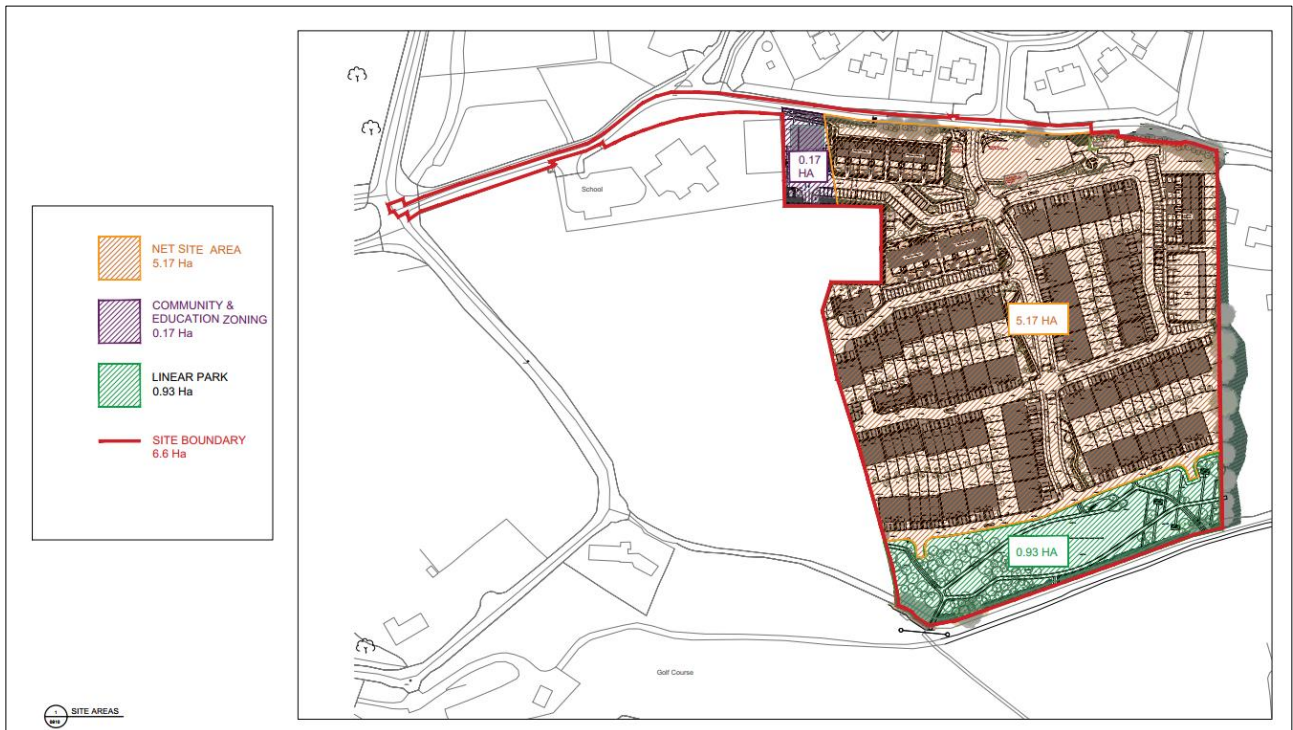 NET SITE AREA
5.17 Ha
COMMUNITY &
EDUCATION ZONING
0.17 Ha
LINEAR PARK
0.93 Ha
SITE BOUNDARY
6.6 Ha
School
0.17
HA
5.17 HA
0.93 HA
Golf Course
1
SITE AREAS